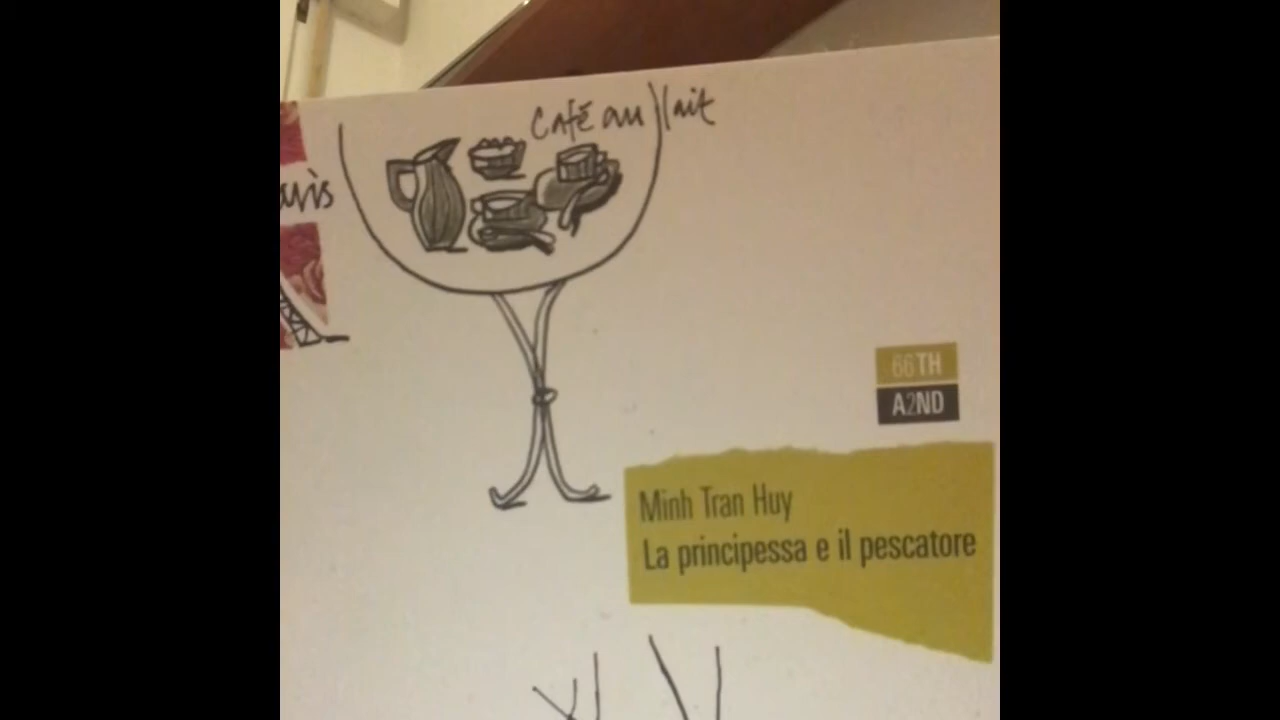 Café au lait
66TH
A2ND
Minh Tran Huy
La principessa e il pescatore